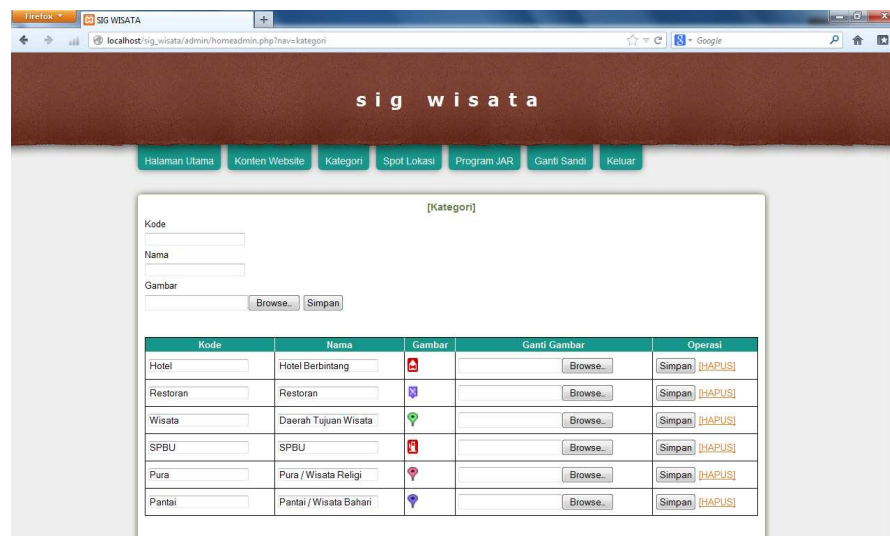 Firefox
SIG WISATA
localhost/sig_wisata/admin/homeadmin.php?nav=kategori
Google
sig wisata
Halaman Utama Konten Website Kategori Spot Lokasi Program JAR Ganti Sandi Keluar
[Kategori]
Kode
Nama
Gambar
Browse.. Simpan
Kode Nama Gambar Ganti Gambar Operasi
Hotel Hotel Berbintang Browse.. Simpan [HAPUS]
Restoran Restoran Browse.. Simpan [HAPUS]
Wisata Daerah Tujuan Wisata Browse.. Simpan [HAPUS]
SPBU SPBU Browse.. Simpan [HAPUS]
Pura Pura / Wisata Religi Browse.. Simpan [HAPUS]
Pantai Pantai / Wisata Bahari Browse.. Simpan [HAPUS]